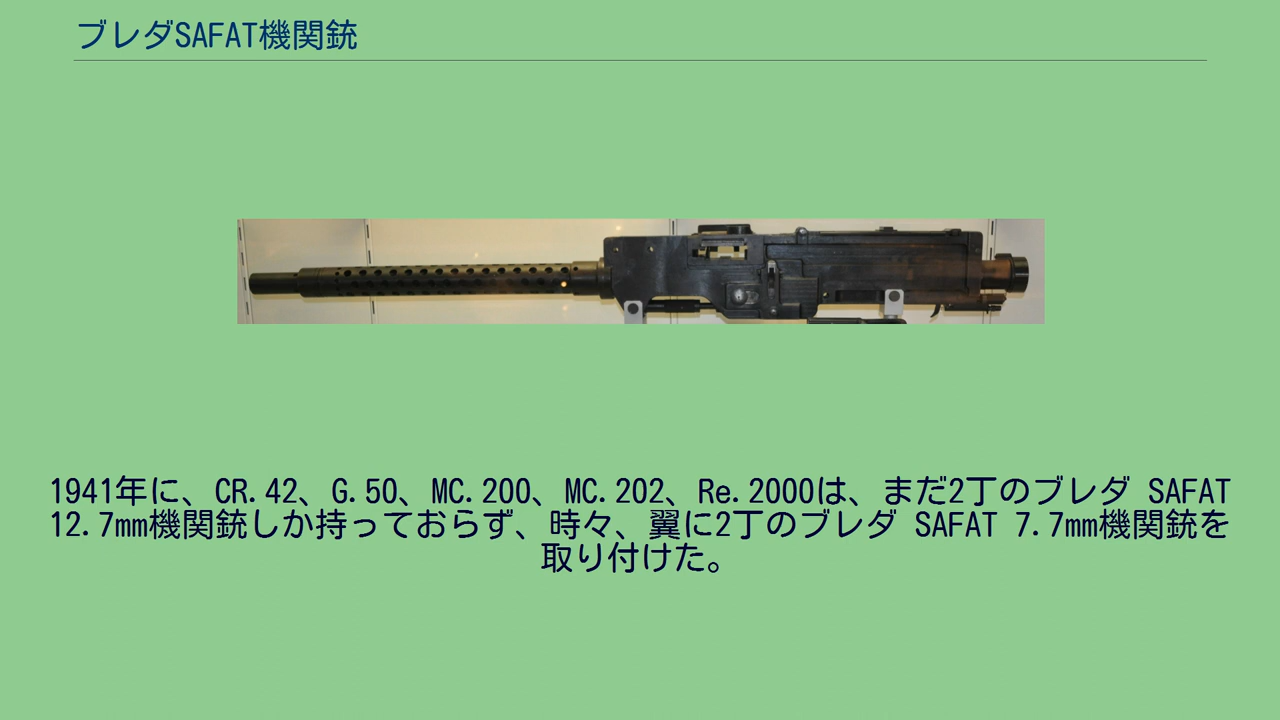 ブレダSAFAT機関銃
1941年に、CR.42、G.50、MC.200、MC.202、Re.2000は、まだ2丁のブレダ SAFAT
12.7mm機関銃しか持っておらず、時々、翼に2丁のブレダ SAFAT 7.7mm機関銃を
取り付けた。